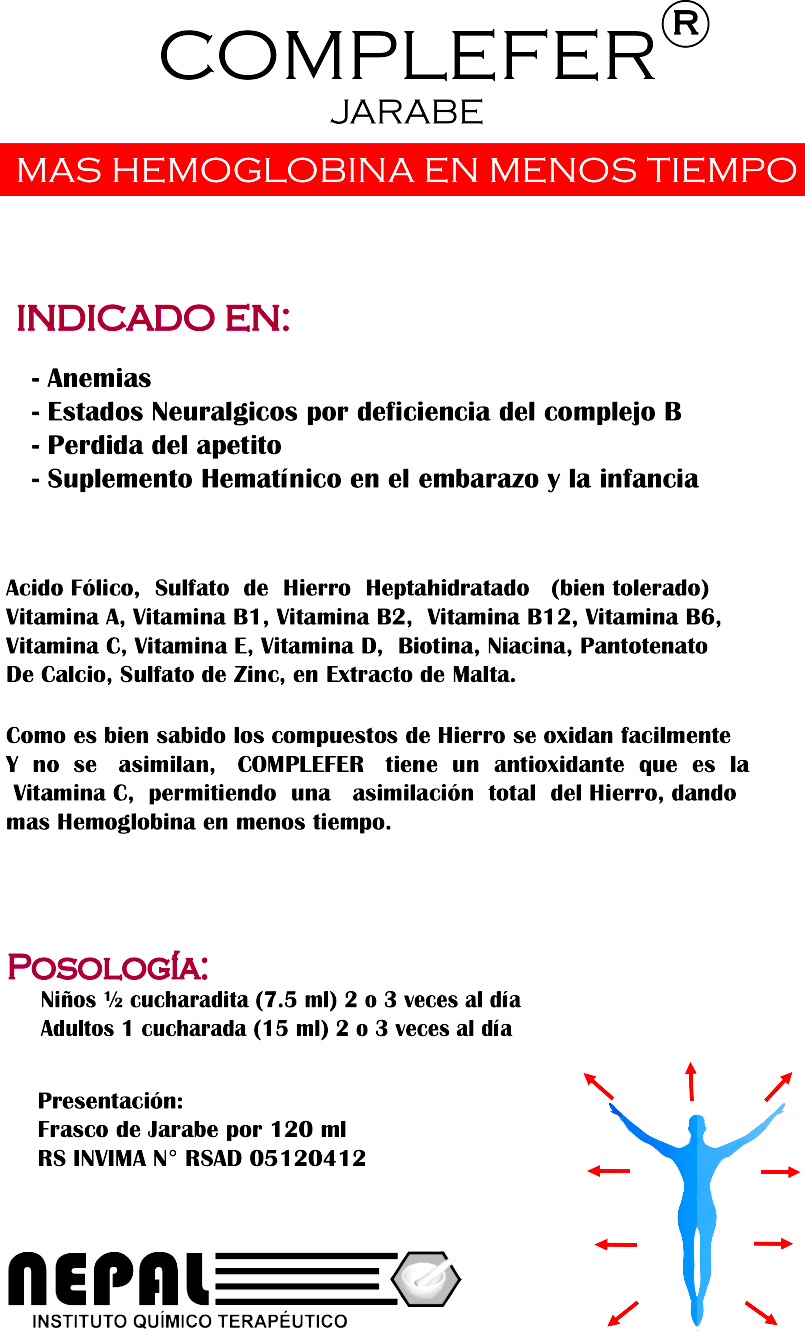 COMPLEFER®
JARABE
MAS HEMOGLOBINA EN MENOS TIEMPO
INDICADO EN:
- Anemias
- Estados Neuralgicos por deficiencia del complejo B
- Perdida del apetito
- Suplemento Hematínico en el embarazo y la infancia
Acido Fólico, Sulfato de Hierro Heptahidratado (bien tolerado)
Vitamina A, Vitamina B1, Vitamina B2, Vitamina B12, Vitamina B6,
Vitamina C, Vitamina E, Vitamina D, Biotina, Niacina, Pantotenato
De Calcio, Sulfato de Zinc, en Extracto de Malta.
Como es bien sabido los compuestos de Hierro se oxidan facilmente
Y no se asimilan, COMPLEFER tiene un antioxidante que es la
Vitamina C, permitiendo una asimilación total del Hierro, dando
mas Hemoglobina en menos tiempo.
Posología:
Niños ½ cucharadita (7.5 ml) 2 o 3 veces al día
Adultos 1 cucharada (15 ml) 2 o 3 veces al día
Presentación:
Frasco de Jarabe por 120 ml
RS INVIMA N° RSAD 05120412
NEPAL
INSTITUTO QUÍMICO TERAPÉUTICO